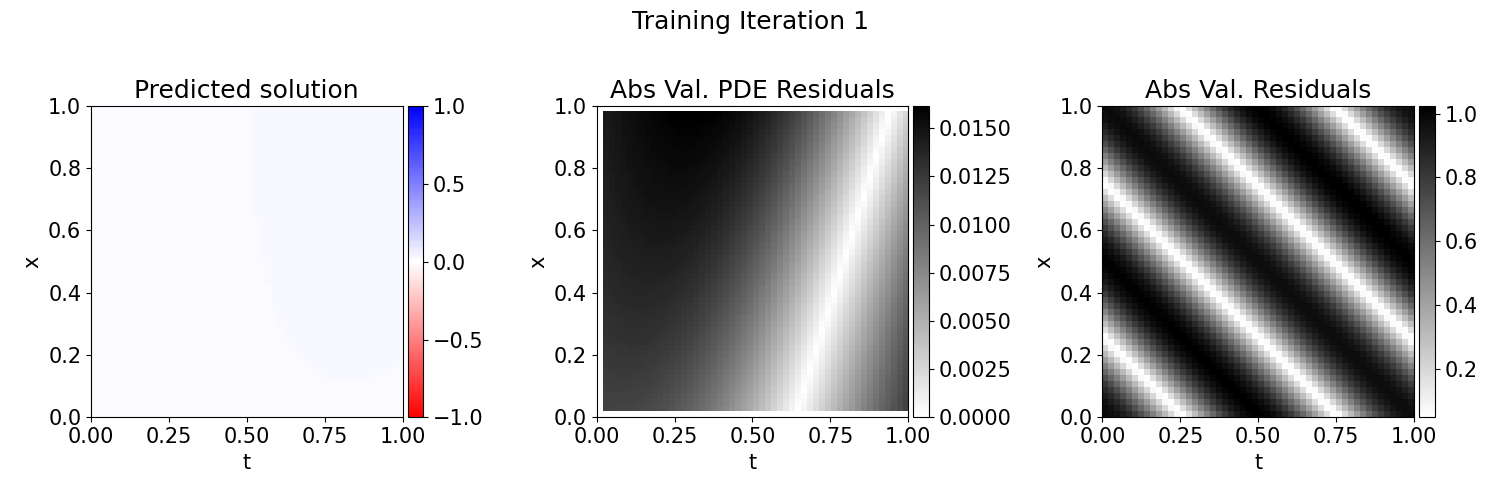 Training Iteration 1
Predicted solution
1.0
0.8
0.6
0.4
0.2
0.0
x
0.00 0.25 0.50 0.75 1.00
t
1.0
0.5
0.0
−0.5
−1.0
Abs Val. PDE Residuals
1.0
0.8
0.6
0.4
0.2
0.0
x
0.00 0.25 0.50 0.75 1.00
t
0.0150
0.0125
0.0100
0.0075
0.0050
0.0025
0.0000
Abs Val. Residuals
1.0
0.8
0.6
0.4
0.2
0.0
x
0.00 0.25 0.50 0.75 1.00
t
1.0
0.8
0.6
0.4
0.2